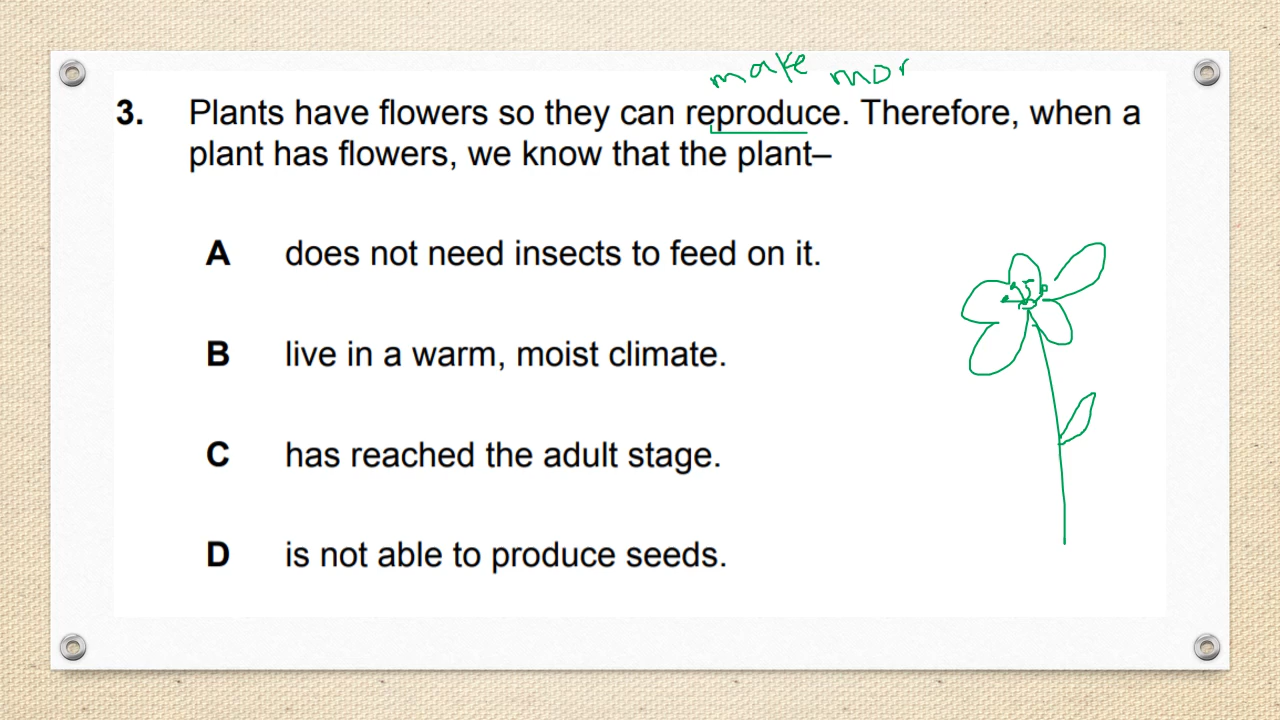 make mor
3. Plants have flowers so they can reproduce. Therefore, when a
plant has flowers, we know that the plant–
A does not need insects to feed on it.
B live in a warm, moist climate.
C has reached the adult stage.
D is not able to produce seeds.